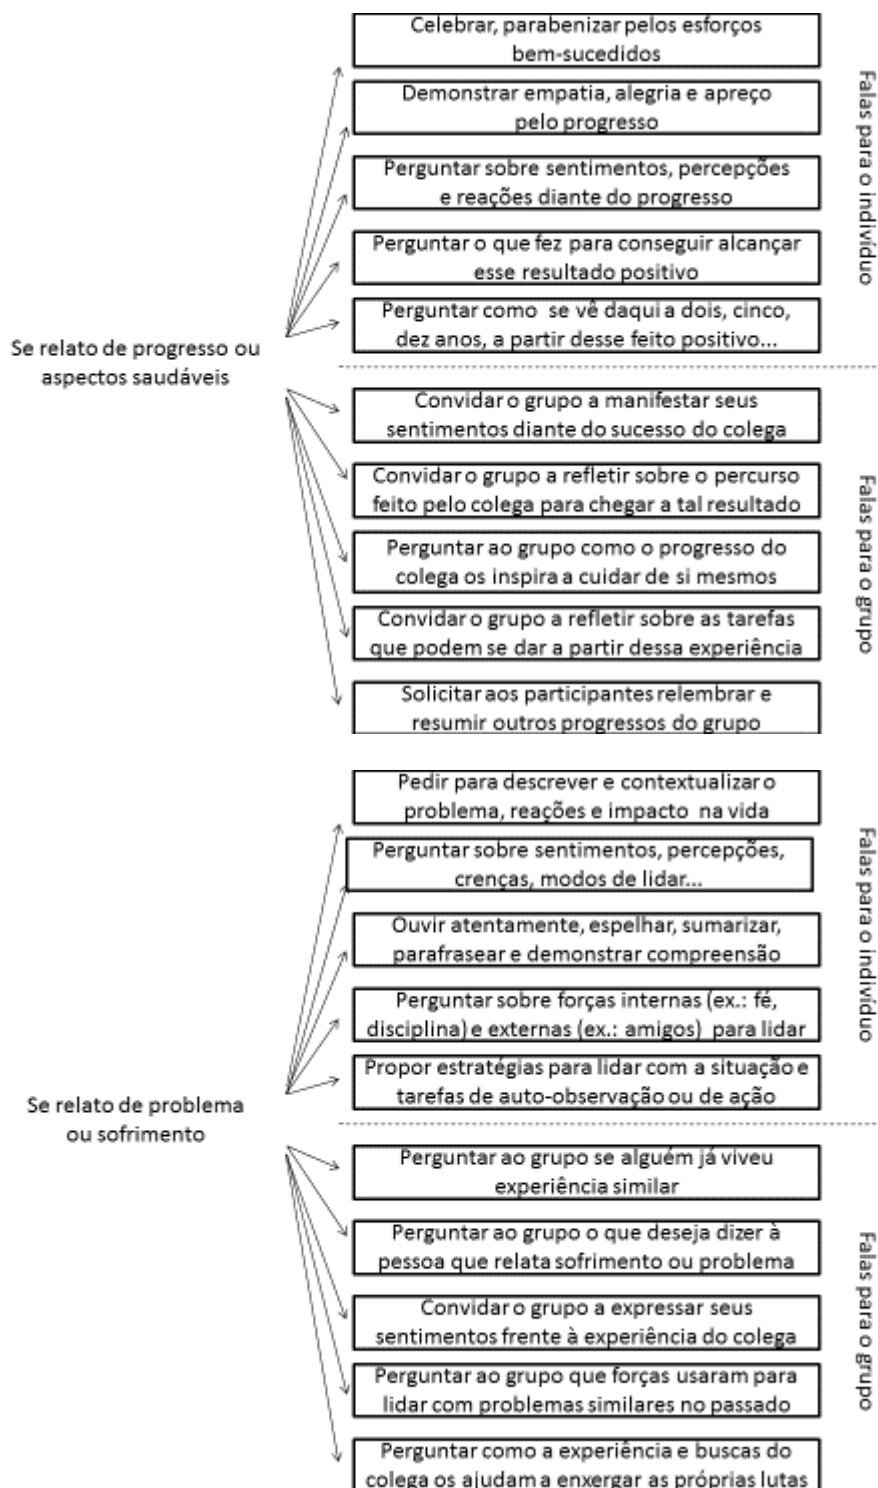 Celebrar, parabenizar pelos esforços
bem-sucedidos
Demonstrar empatia, alegria e apreço
pelo progresso
Perguntar sobre sentimentos, percepções
e reações diante do progresso
Perguntar o que fez para conseguir alcançar
esse resultado positivo
Perguntar como se vê daqui a dois, cinco,
dez anos, a partir desse feito positivo...
Falas para o indivíduo
Se relato de progresso ou
aspectos saudáveis
Convidar o grupo a manifestar seus
sentimentos diante do sucesso do colega
Convidar o grupo a refletir sobre o percurso
feito pelo colega para chegar a tal resultado
Perguntar ao grupo como o progresso do
colega os inspira a cuidar de si mesmos
Convidar o grupo a refletir sobre as tarefas
que podem se dar a partir dessa experiência
Solicitar aos participantes relembrar e
resumir outros progressos do grupo
Falas para o grupo
Pedir para descrever e contextualizar o
problema, reações e impacto na vida
Perguntar sobre sentimentos, percepções,
crenças, modos de lidar...
Ouvir atentamente, espelhar, sumarizar,
parafrasear e demonstrar compreensão
Perguntar sobre forças internas (ex.: fé,
disciplina) e externas (ex.: amigos) para lidar
Propor estratégias para lidar com a situação e
tarefas de auto-observação ou de ação
Falas para o indivíduo
Se relato de problema
ou sofrimento
Perguntar ao grupo se alguém já viveu
experiência similar
Perguntar ao grupo o que deseja dizer à
pessoa que relata sofrimento ou problema
Convidar o grupo a expressar seus
sentimentos frente à experiência do colega
Perguntar ao grupo que forças usaram para
lidar com problemas similares no passado
Perguntar como a experiência e buscas do
colega os ajudam a enxergar as próprias lutas
Falas para o grupo